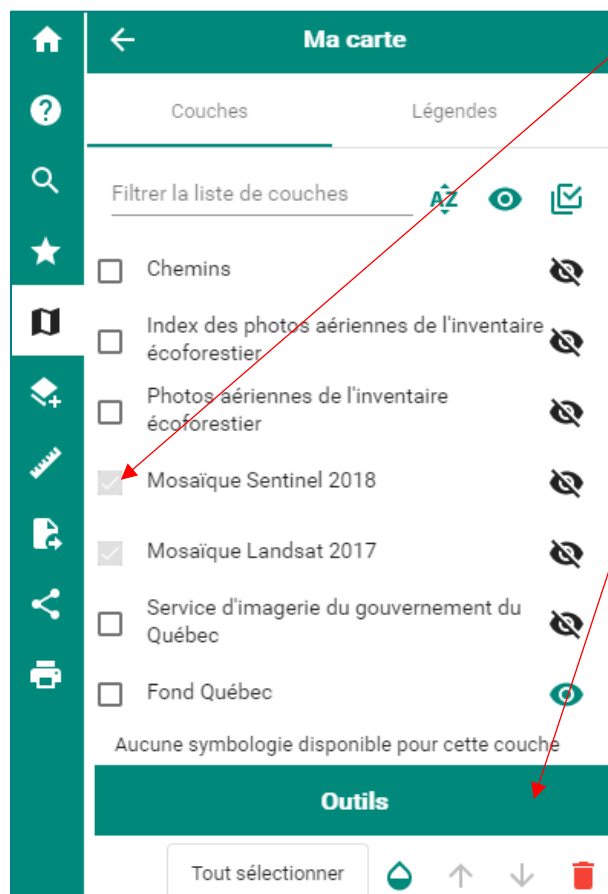 Ma carte
Couches
Légendes
Filtrer la liste de couches
AZ
Chemins
Index des photos aériennes de l'inventaire
écoforestier
Photos aériennes de l'inventaire
écoforestier
Mosaïque Sentinel 2018
Mosaïque Landsat 2017
Service d'imagerie du gouvernement du
Québec
Fond Québec
Aucune symbologie disponible pour cette couche
Outils
Tout sélectionner